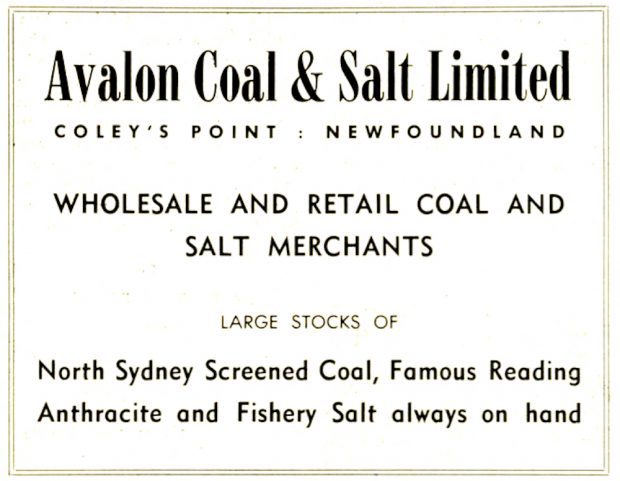 Avalon Coal & Salt Limited
COLEY'S POINT : NEWFOUNDLAND
WHOLESALE AND RETAIL COAL AND
SALT MERCHANTS
LARGE STOCKS OF
North Sydney Screened Coal, Famous Reading
Anthracite and Fishery Salt always on hand